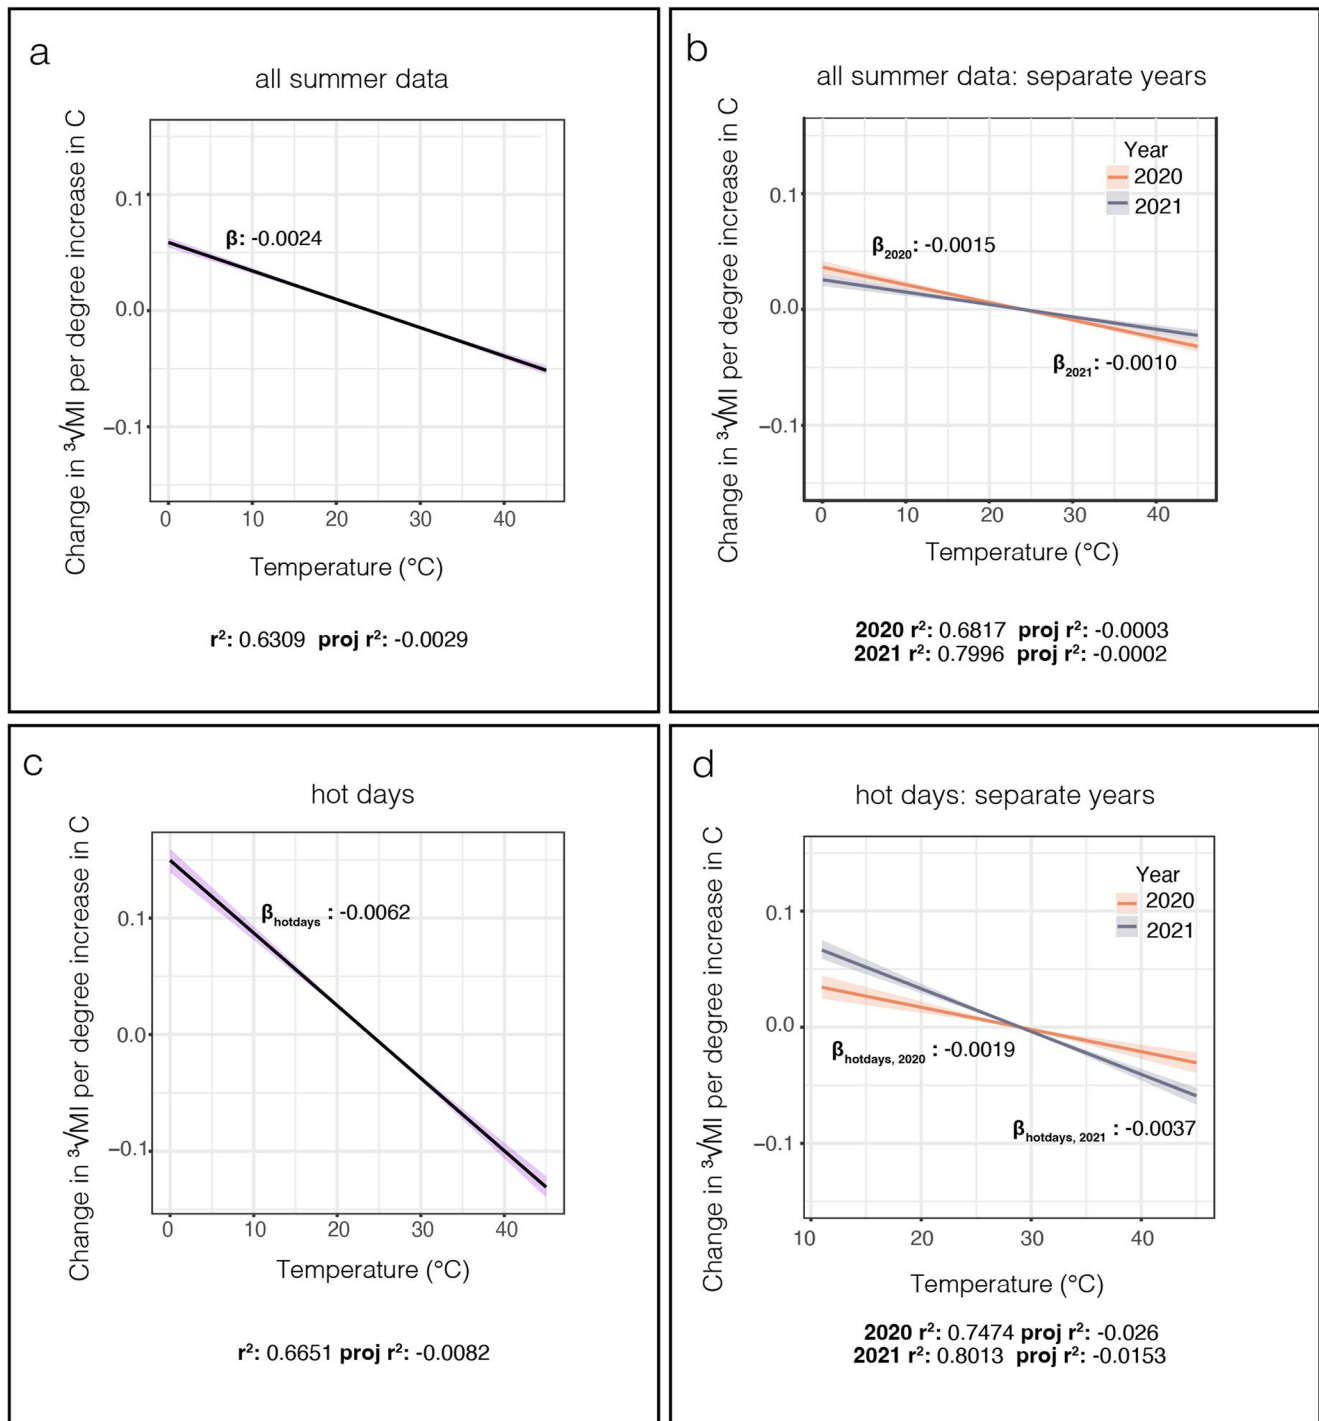 a
all summer data
Change in ³√MI per degree increase in C
0.1
0.0
−0.1
β: -0.0024
0 10 20 30 40
Temperature (°C)
r²: 0.6309 proj r²: -0.0029
b
all summer data: separate years
Change in ³√MI per degree increase in C
0.1
0.0
−0.1
Year
2020
2021
β2020: -0.0015
β2021: -0.0010
0 10 20 30 40
Temperature (°C)
2020 r²: 0.6817 proj r²: -0.0003
2021 r²: 0.7996 proj r²: -0.0002
c
hot days
Change in ³√MI per degree increase in C
0.1
0.0
−0.1
βhotdays : -0.0062
0 10 20 30 40
Temperature (°C)
r²: 0.6651 proj r²: -0.0082
d
hot days: separate years
Change in ³√MI per degree increase in C
0.1
0.0
−0.1
Year
2020
2021
βhotdays, 2020 : -0.0019
βhotdays, 2021 : -0.0037
10 20 30 40
Temperature (°C)
2020 r²: 0.7474 proj r²: -0.026
2021 r²: 0.8013 proj r²: -0.0153